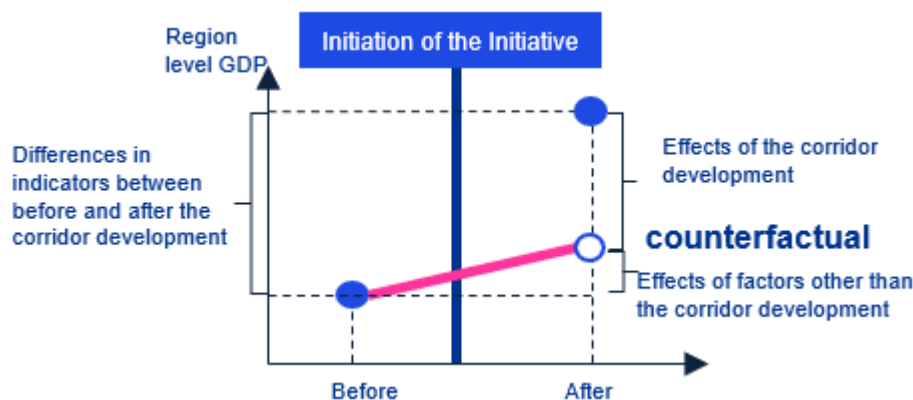 Initiation of the Initiative
Region
level GDP
Differences in
indicators between
before and after the
corridor development
Effects of the corridor
development
counterfactual
Effects of factors other than
the corridor development
Before
After